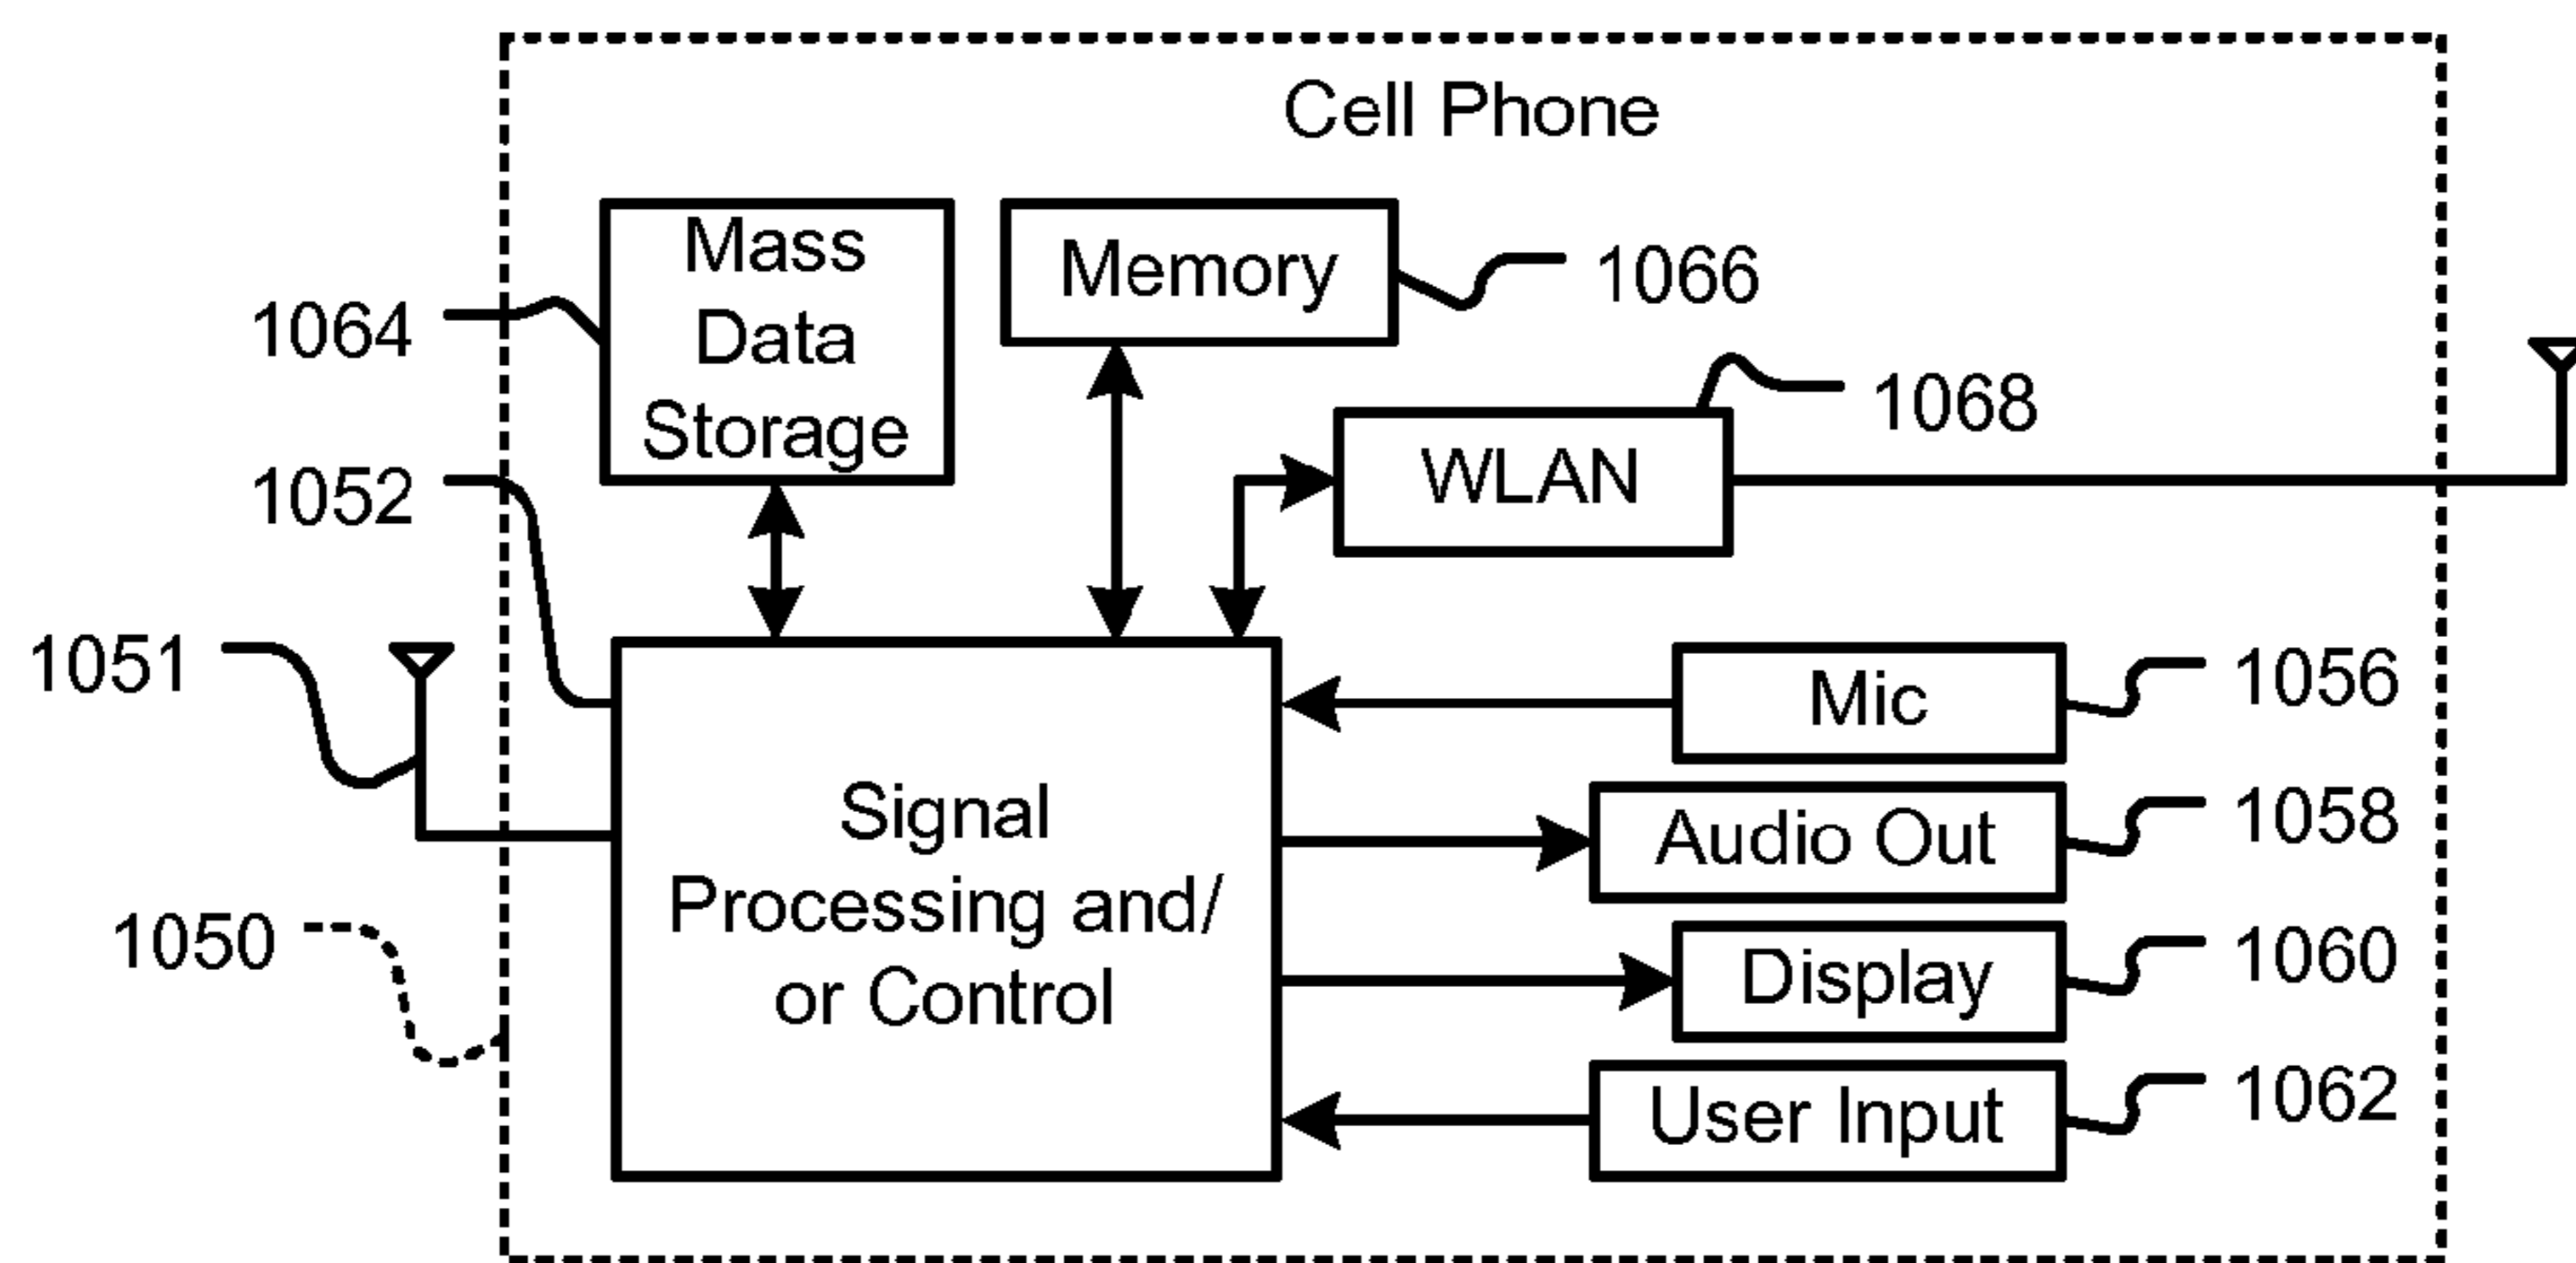 Cell Phone
Mass
Data
Storage
Memory
1066
1064
1068
WLAN
1052
1051
Mic
1056
Signal
Processing and/
or Control
Audio Out
1058
1050
Display
1060
User Input
1062